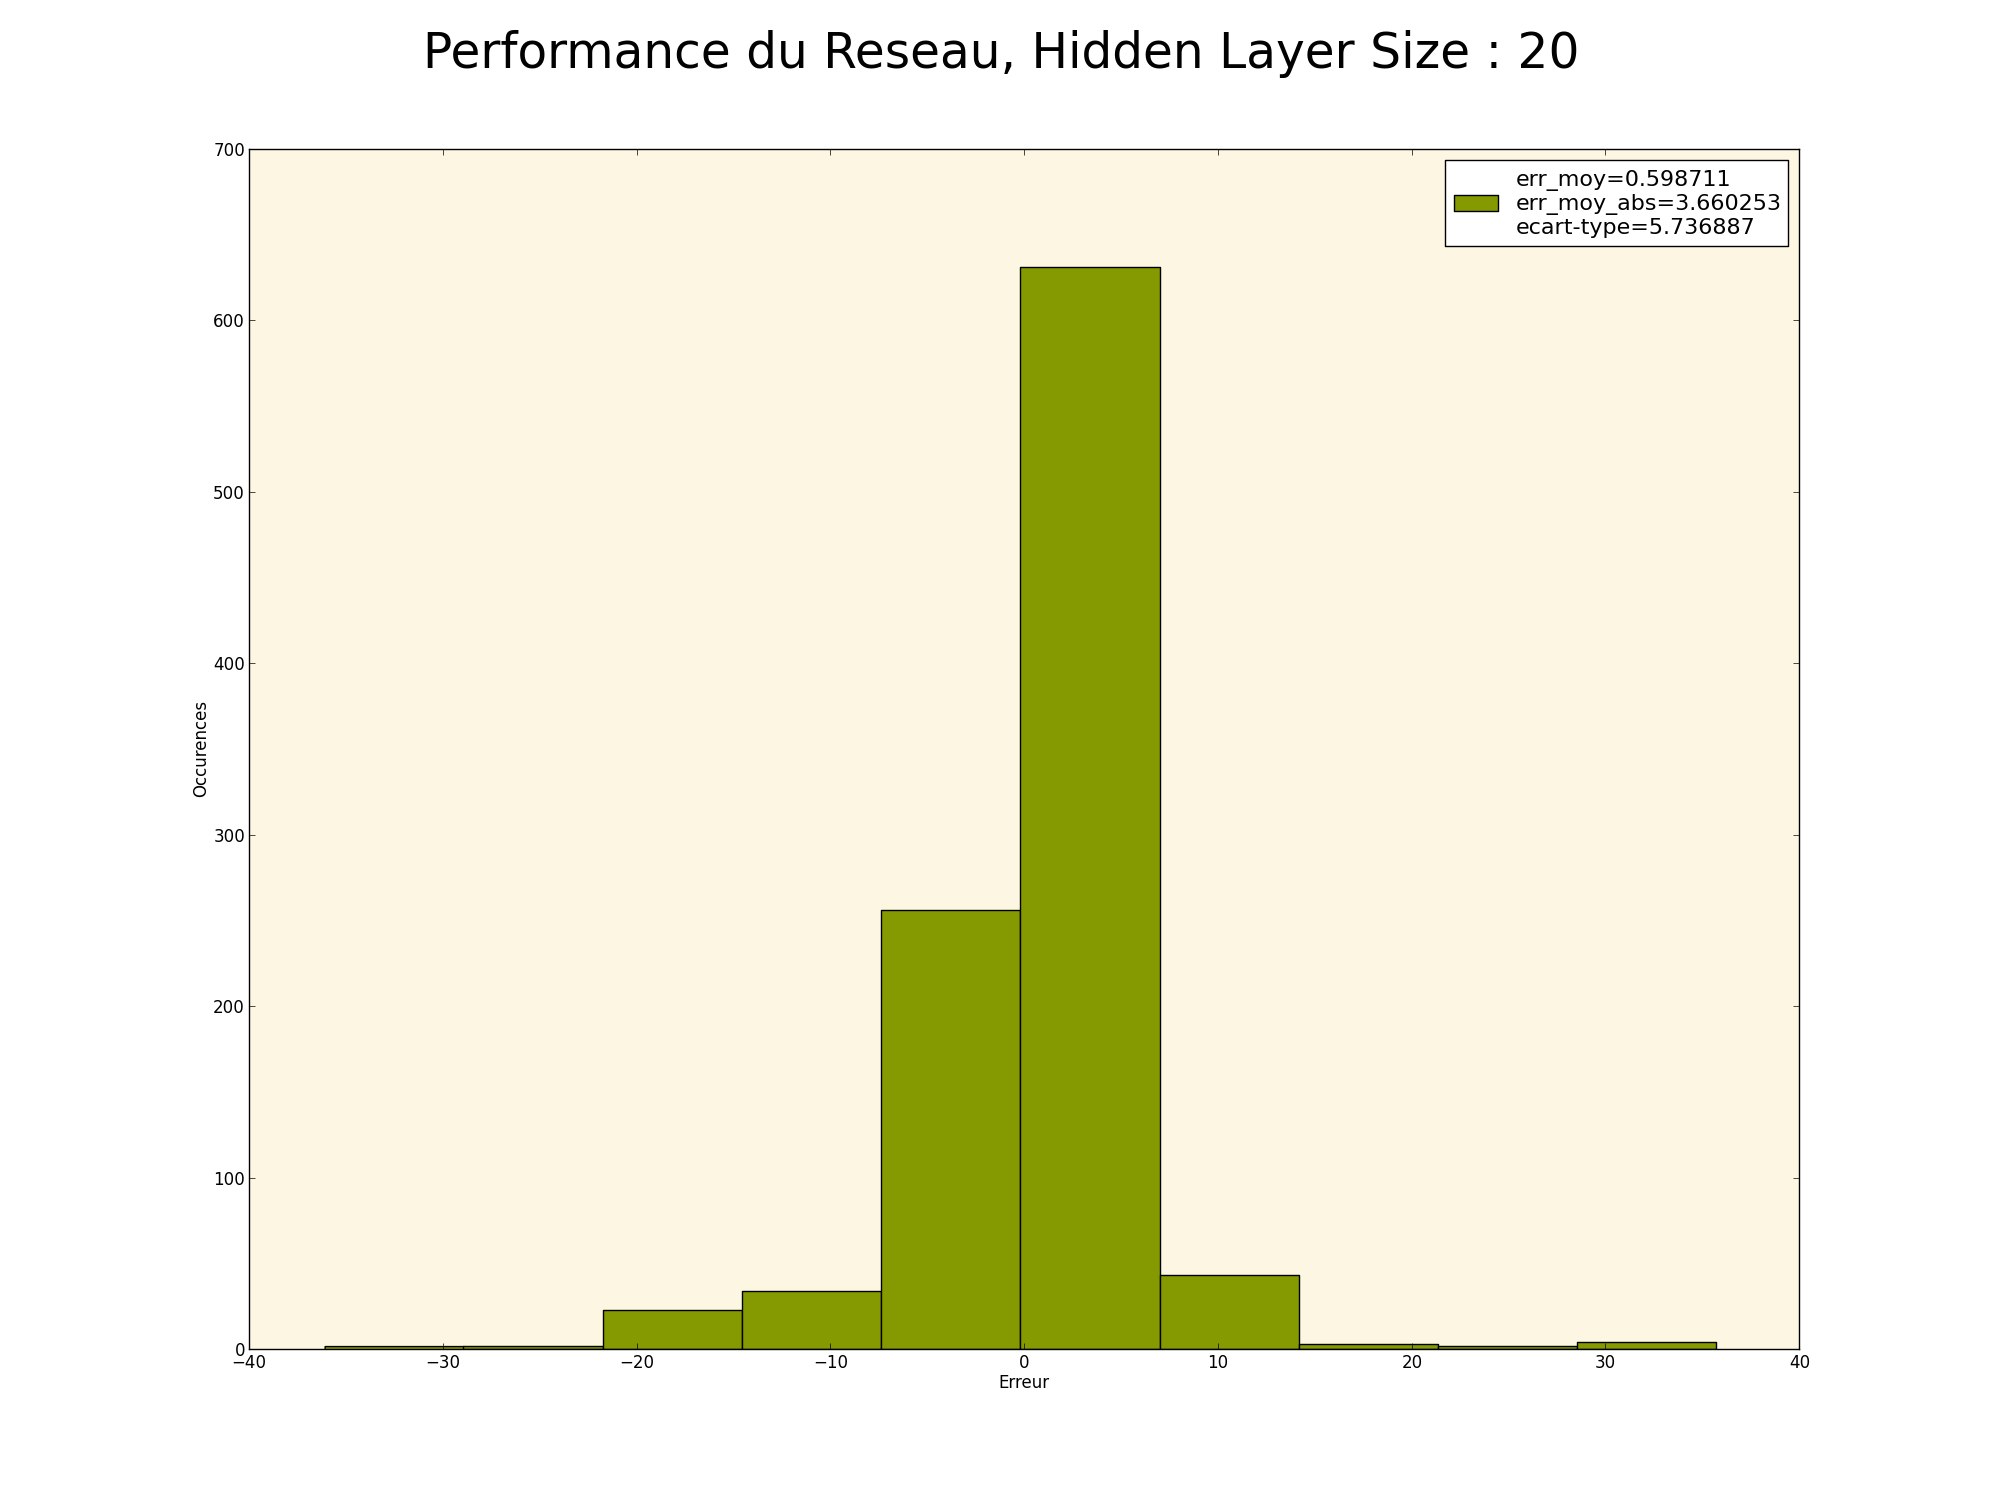 Performance du Reseau, Hidden Layer Size : 20
err_moy=0.598711
err_moy_abs=3.660253
ecart-type=5.736887
700
600
500
400
300
200
100
0
Occurences
−40 −30 −20 −10 0 10 20 30 40
Erreur